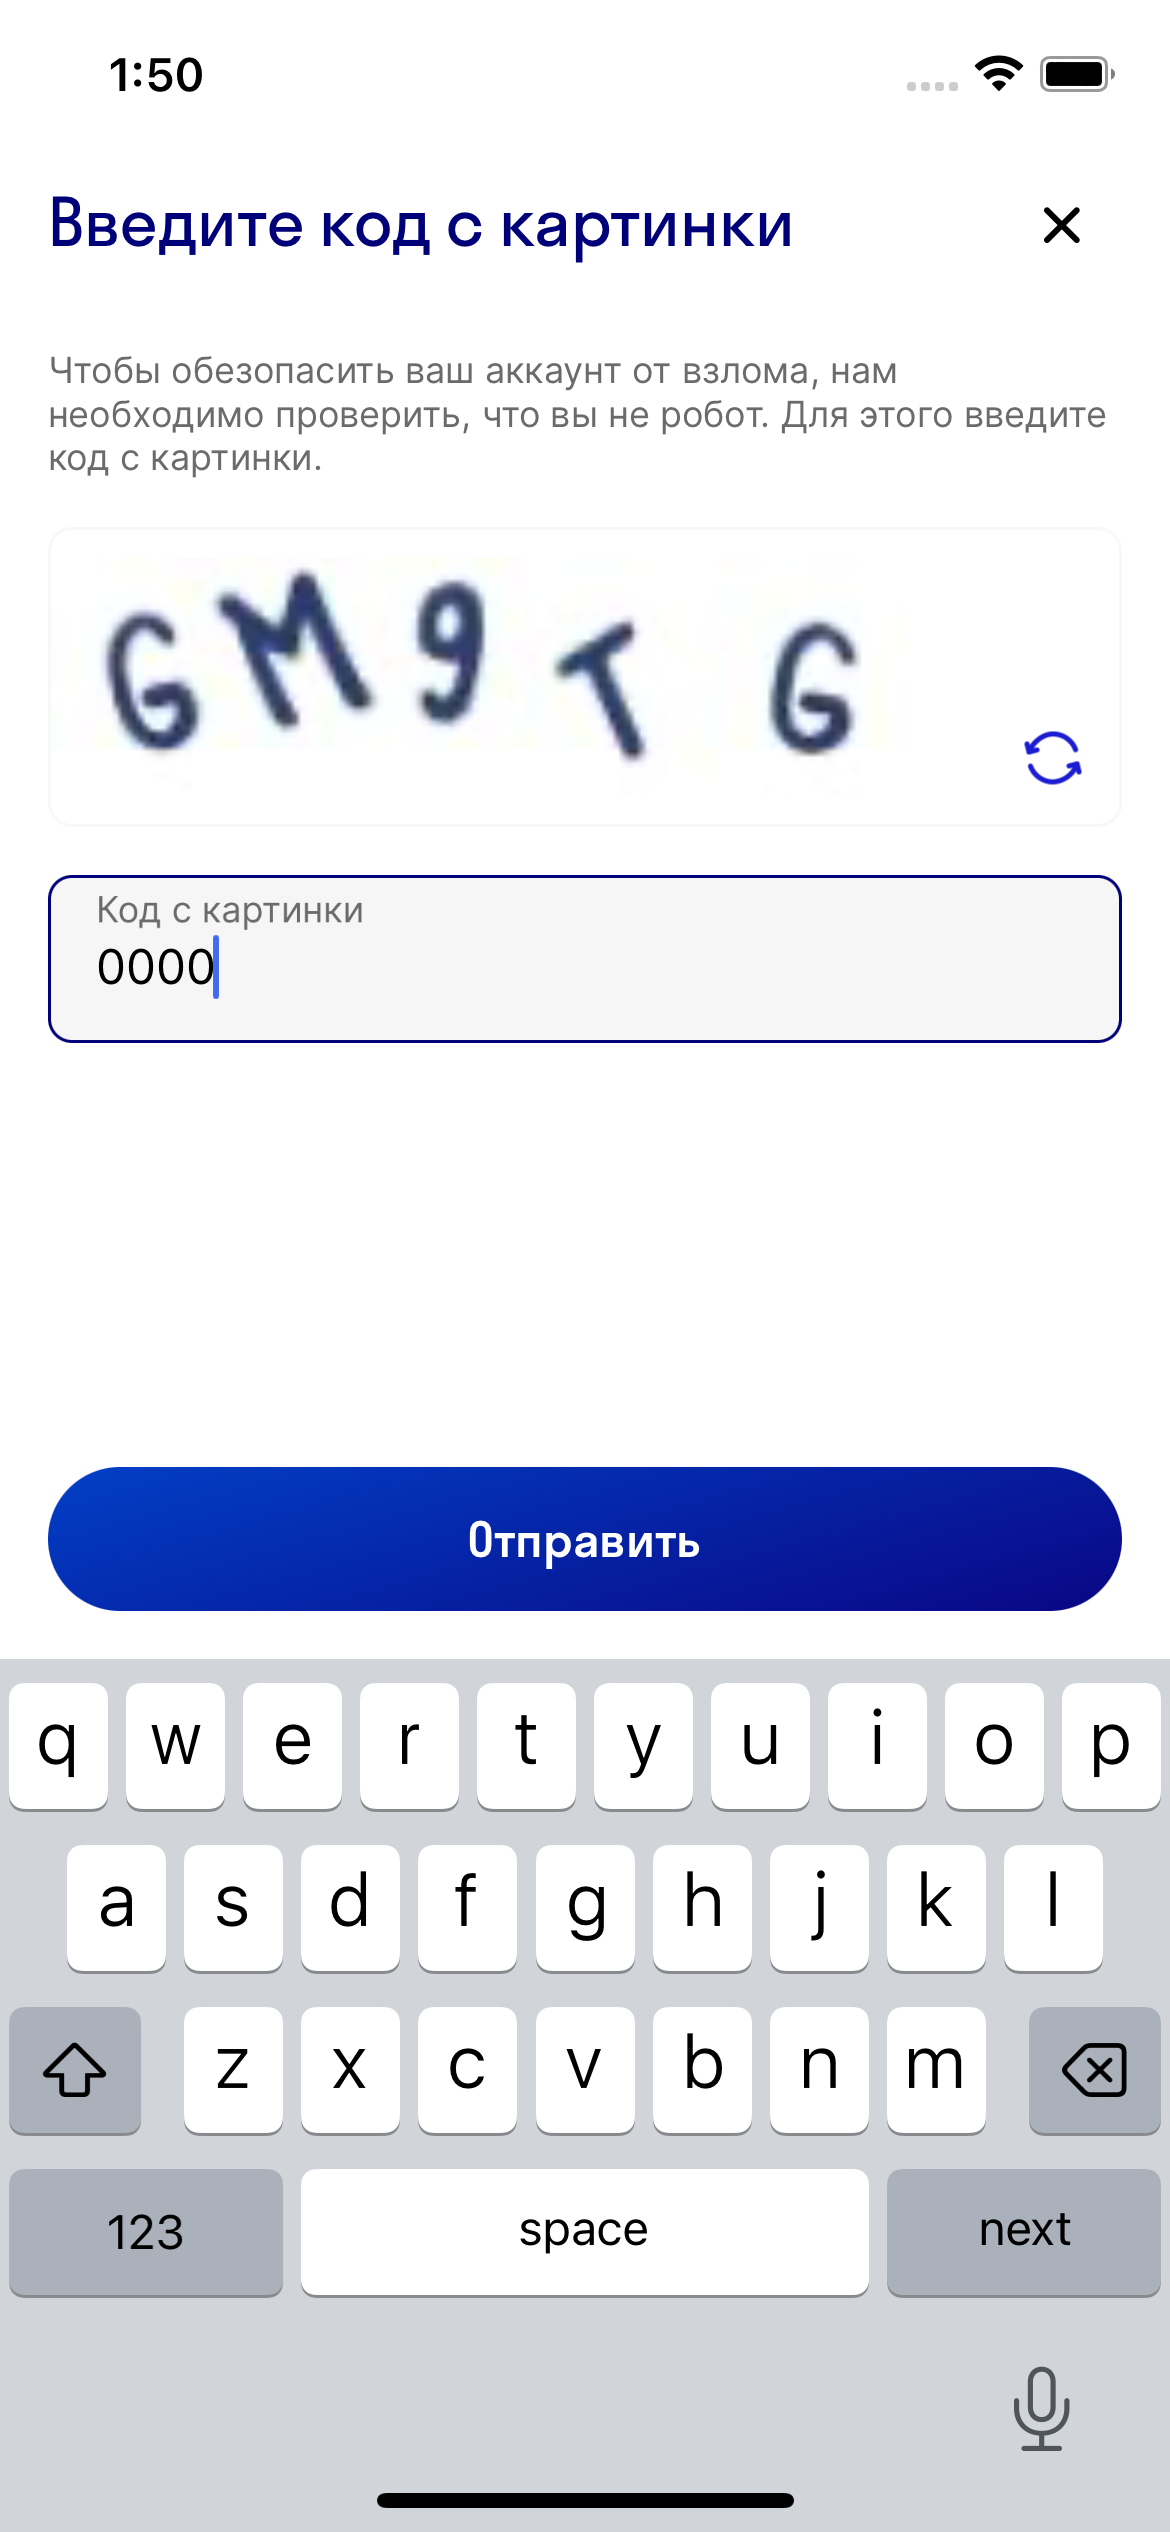 1:50
Введите код с картинки
Чтобы обезопасить ваш аккаунт от взлома, нам
необходимо проверить, что вы не робот. Для этого введите
код с картинки.
Код с картинки
0000
Отправить
q w e r t y u i o p
a s d f g h j k l
z x c v b n m
123 space next